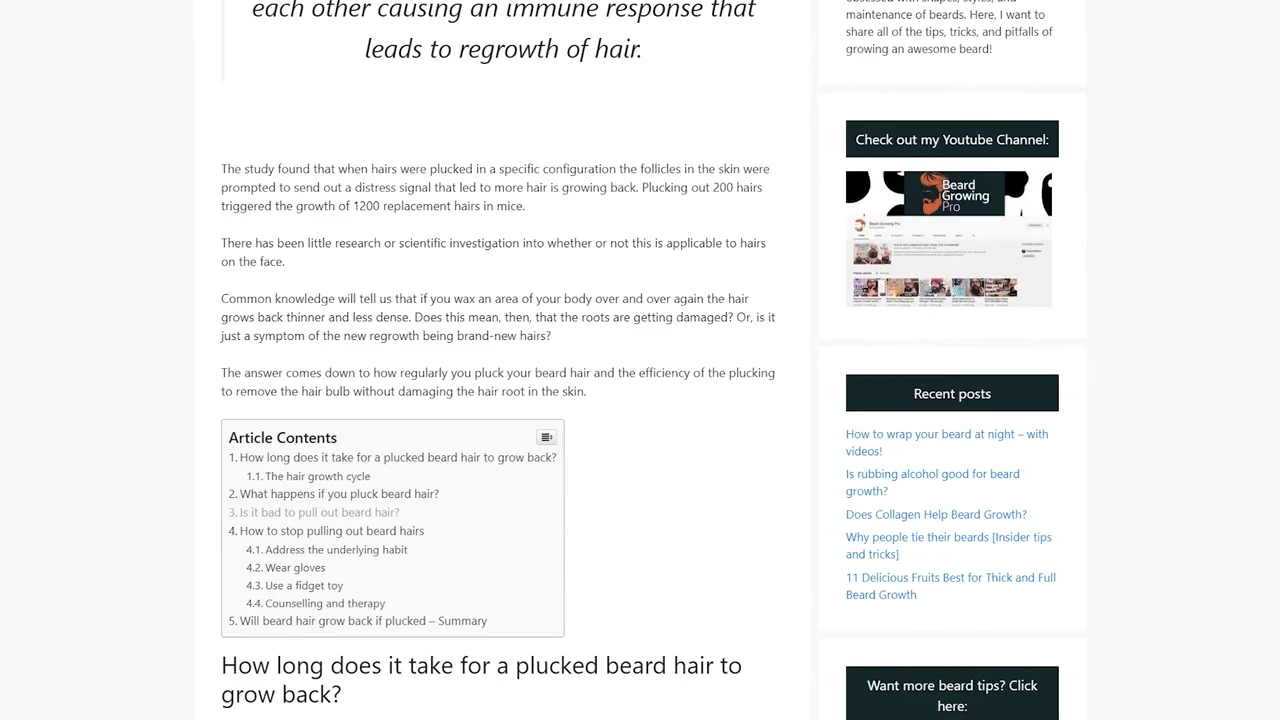 each other causing an immune response that
leads to regrowth of hair.
The study found that when hairs were plucked in a specific configuration the follicles in the skin were
prompted to send out a distress signal that led to more hair is growing back. Plucking out 200 hairs
triggered the growth of 1200 replacement hairs in mice.
There has been little research or scientific investigation into whether or not this is applicable to hairs
on the face.
Common knowledge will tell us that if you wax an area of your body over and over again the hair
grows back thinner and less dense. Does this mean, then, that the roots are getting damaged? Or, is it
just a symptom of the new regrowth being brand-new hairs?
The answer comes down to how regularly you pluck your beard hair and the efficiency of the plucking
to remove the hair bulb without damaging the hair root in the skin.
Article Contents
1. How long does it take for a plucked beard hair to grow back?
1.1. The hair growth cycle
2. What happens if you pluck beard hair?
3. Is it bad to pull out beard hair?
4. How to stop pulling out beard hairs
4.1. Address the underlying habit
4.2. Wear gloves
4.3. Use a fidget toy
4.4. Counselling and therapy
5. Will beard hair grow back if plucked – Summary
How long does it take for a plucked beard hair to
grow back?
obsessed with shapes, styles, and
maintenance of beards. Here, I want to
share all of the tips, tricks, and pitfalls of
growing an awesome beard!
Check out my Youtube Channel:
Beard
Growing
Pro
Beard Growing Pro
Recent posts
How to wrap your beard at night – with
videos!
Is rubbing alcohol good for beard
growth?
Does Collagen Help Beard Growth?
Why people tie their beards [Insider tips
and tricks]
11 Delicious Fruits Best for Thick and Full
Beard Growth
Want more beard tips? Click
here: